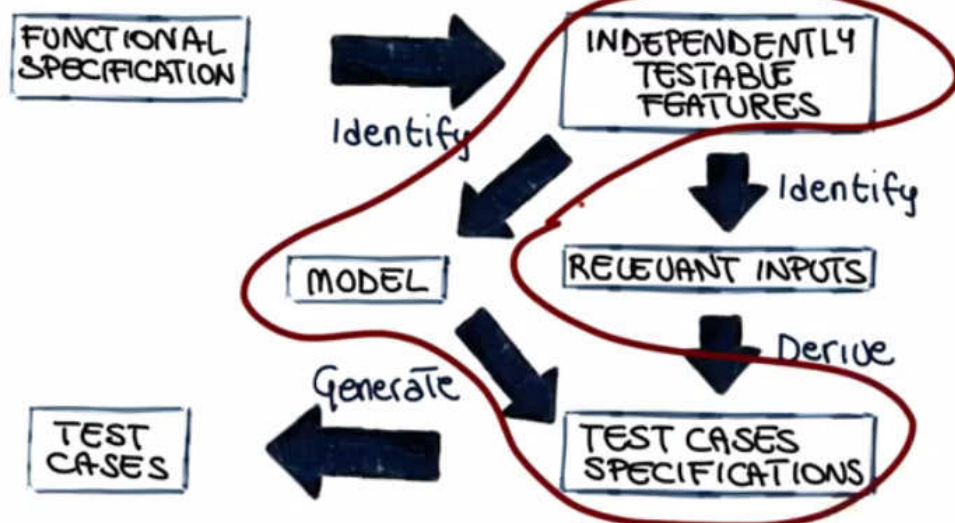 FUNCTIONAL
SPECIFICATION
Identify
INDEPENDENTLY
TESTABLE
FEATURES
Identify
MODEL
RELEVANT INPUTS
Derive
Generate
TEST
CASES
TEST CASES
SPECIFICATIONS